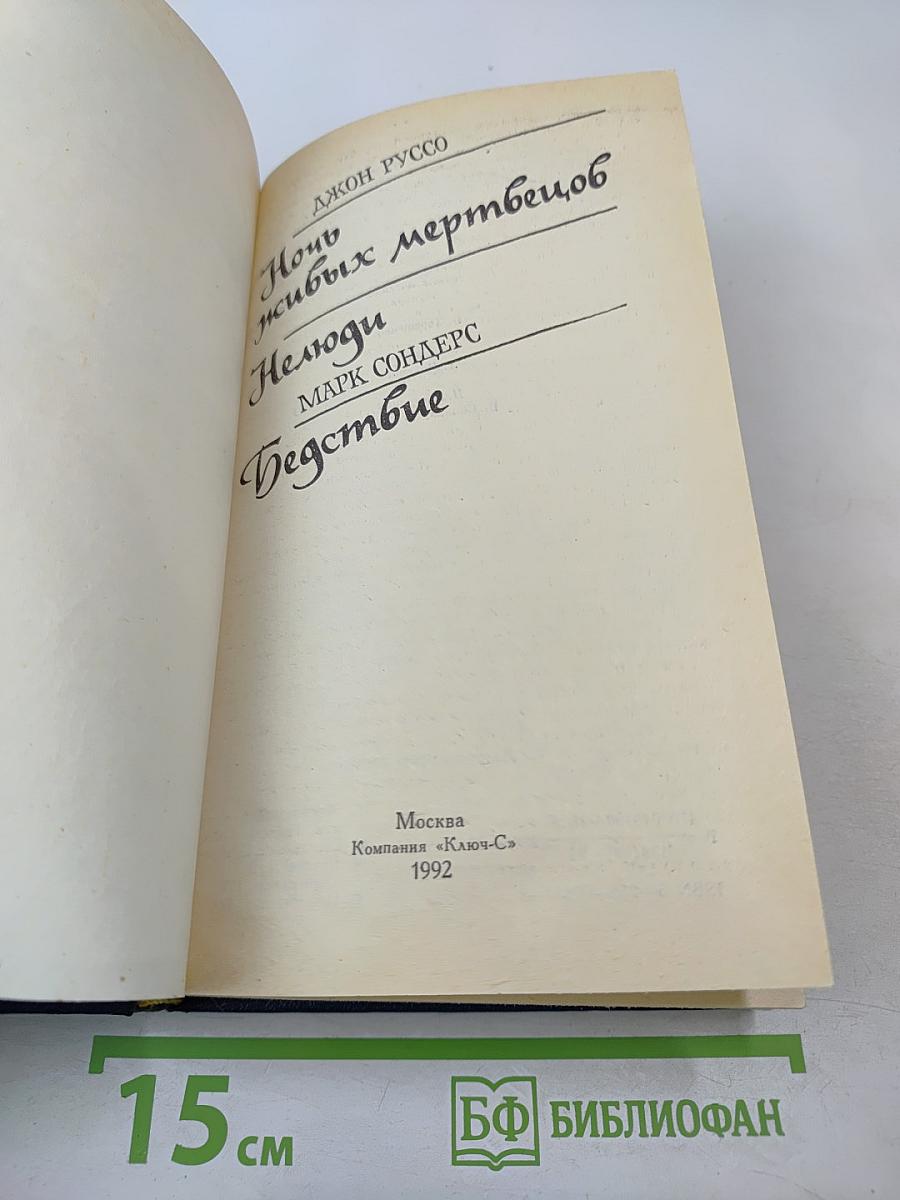 ДЖОН РУССО
Ночь
живых мертвецов
Нелюди
МАРК СОНДЕРС
Бедствие
Москва
Компания «Ключ-С»
1992
15 см
БФ БИБЛИОФАН